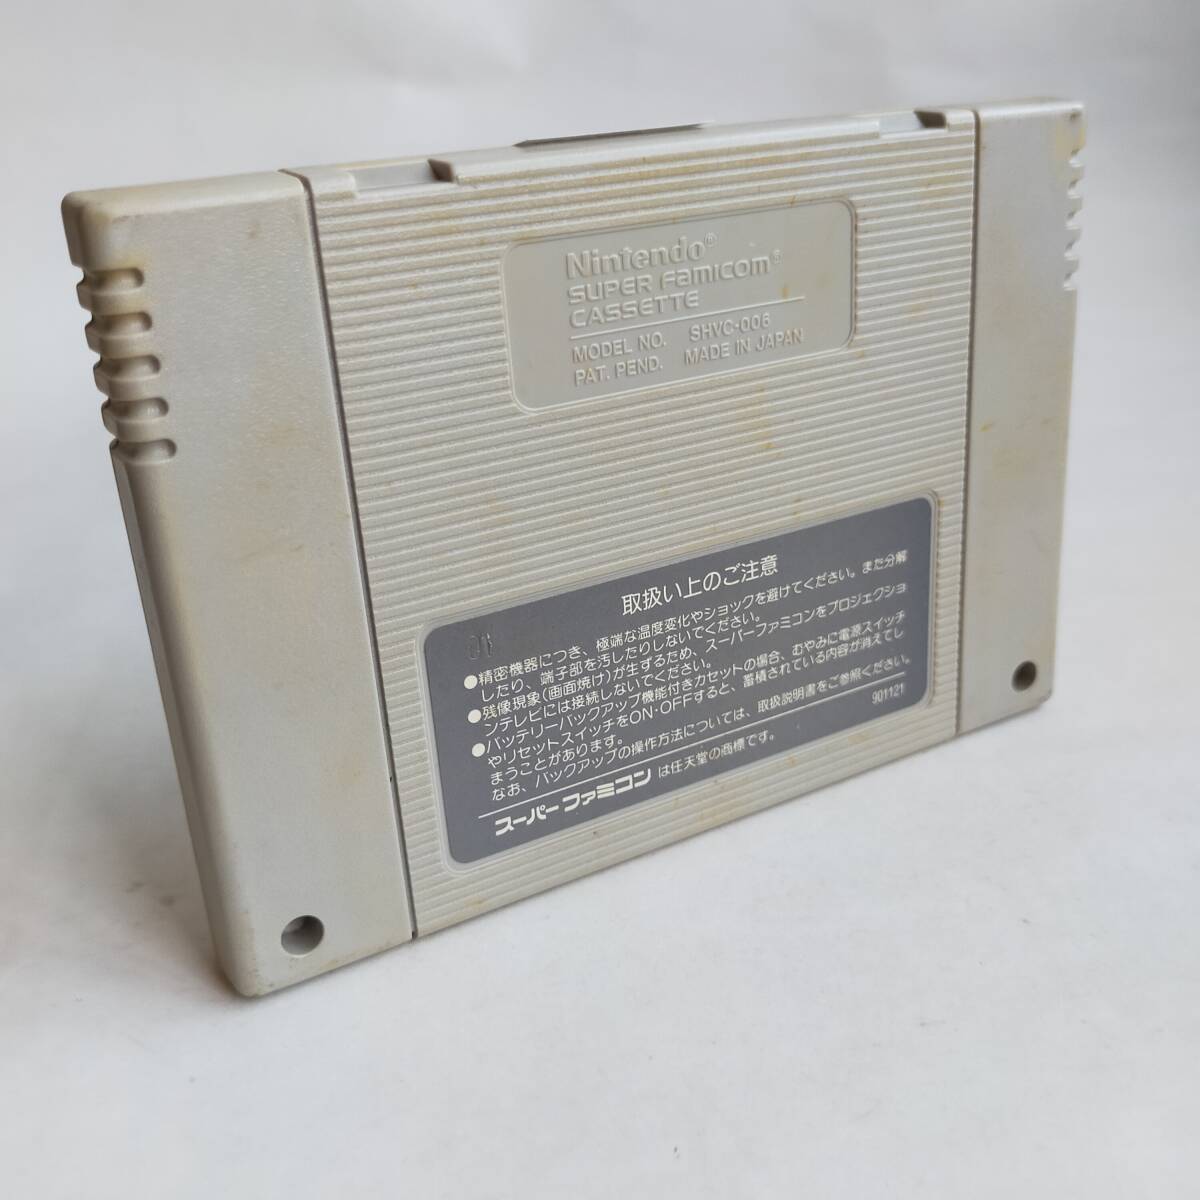 Nintendo®
SUPER Famicom®
CASSETTE
MODEL NO. SHVC-006
PAT. PEND. MADE IN JAPAN
取扱い上のご注意
●精密機器につき、極端な温度変化やショックを避けてください。また分解
したり、端子部を汚したりしないでください。
●残像現象(画面焼け)が生ずるため、スーパーファミコンをプロジェクショ
ンテレビには接続しないでください。
●バッテリーバックアップ機能付きカセットの場合、むやみに電源スイッチ
やリセットスイッチをON・OFFすると、蓄積されている内容が消えてし
まうことがあります。
なお、バックアップの操作方法については、取扱説明書をご参照ください。
901121
スーパーファミコン は任天堂の商標です。